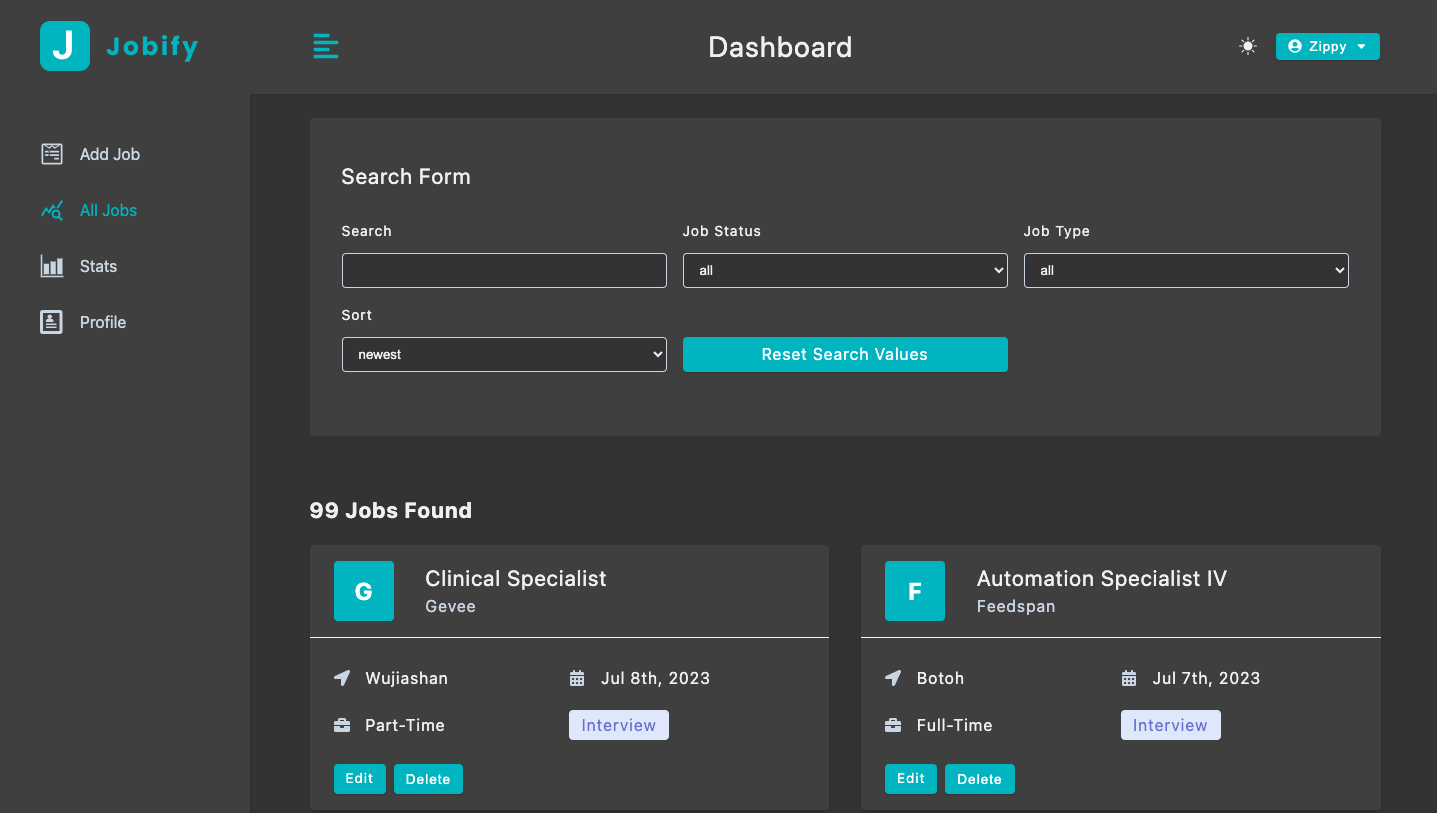 J Jobify
Dashboard
Zippy
Add Job
All Jobs
Stats
Profile
Search Form
Search
Job Status
Job Type
all
all
Sort
newest
Reset Search Values
99 Jobs Found
G
Clinical Specialist
Gevee
Wujiashan
Jul 8th, 2023
Part-Time
Interview
Edit
Delete
F
Automation Specialist IV
Feedspan
Botoh
Jul 7th, 2023
Full-Time
Interview
Edit
Delete